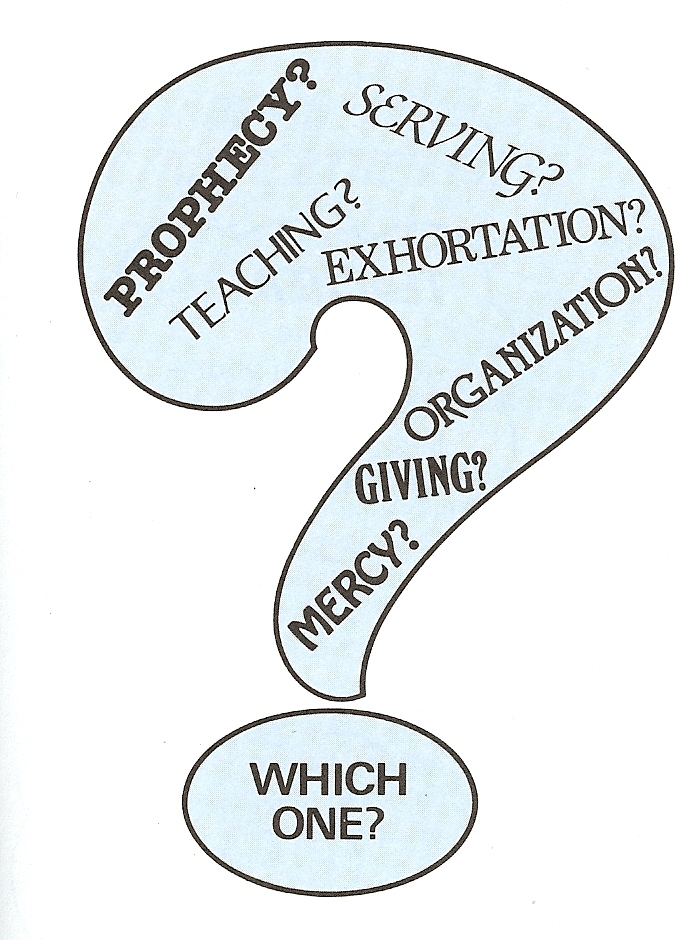 PROPHECY?
SERVING?
TEACHING?
EXHORTATION?
ORGANIZATION?
GIVING?
MERCY?
WHICH
ONE?